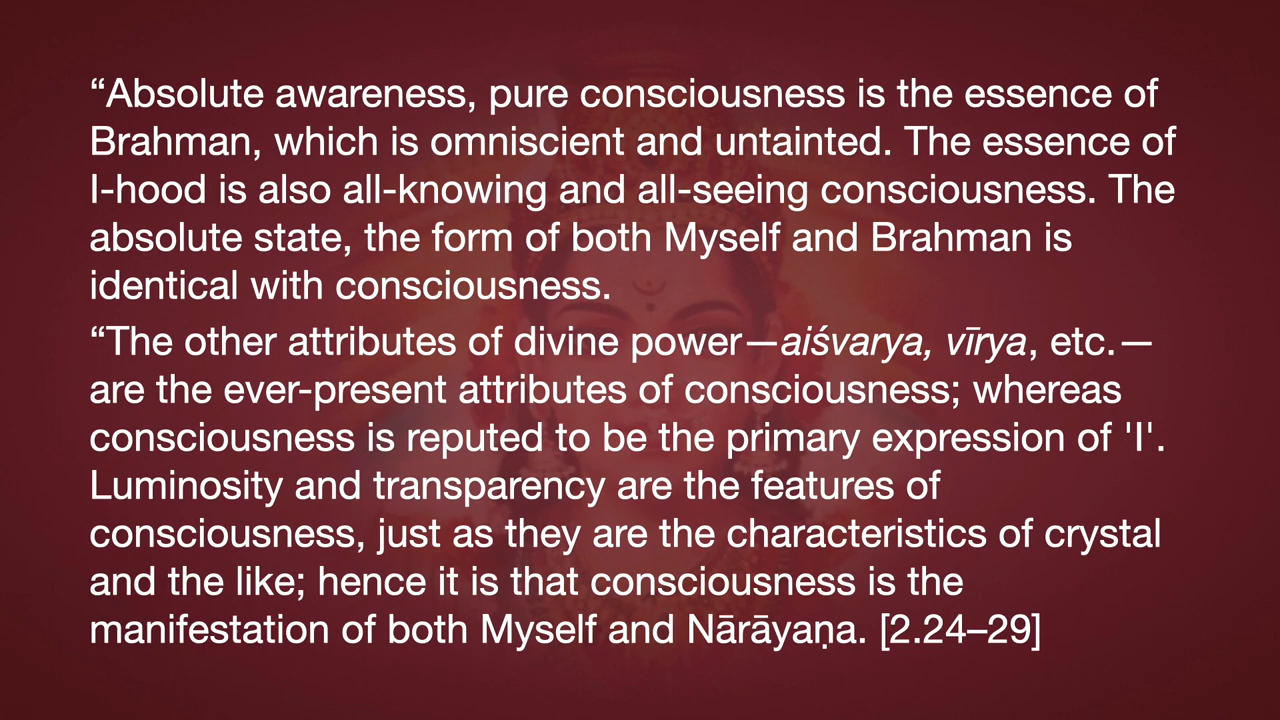 “Absolute awareness, pure consciousness is the essence of
Brahman, which is omniscient and untainted. The essence of
I-hood is also all-knowing and all-seeing consciousness. The
absolute state, the form of both Myself and Brahman is
identical with consciousness.
“The other attributes of divine power—aiśvarya, vīrya, etc.—
are the ever-present attributes of consciousness; whereas
consciousness is reputed to be the primary expression of 'I'.
Luminosity and transparency are the features of
consciousness, just as they are the characteristics of crystal
and the like; hence it is that consciousness is the
manifestation of both Myself and Nārāyaṇa. [2.24–29]